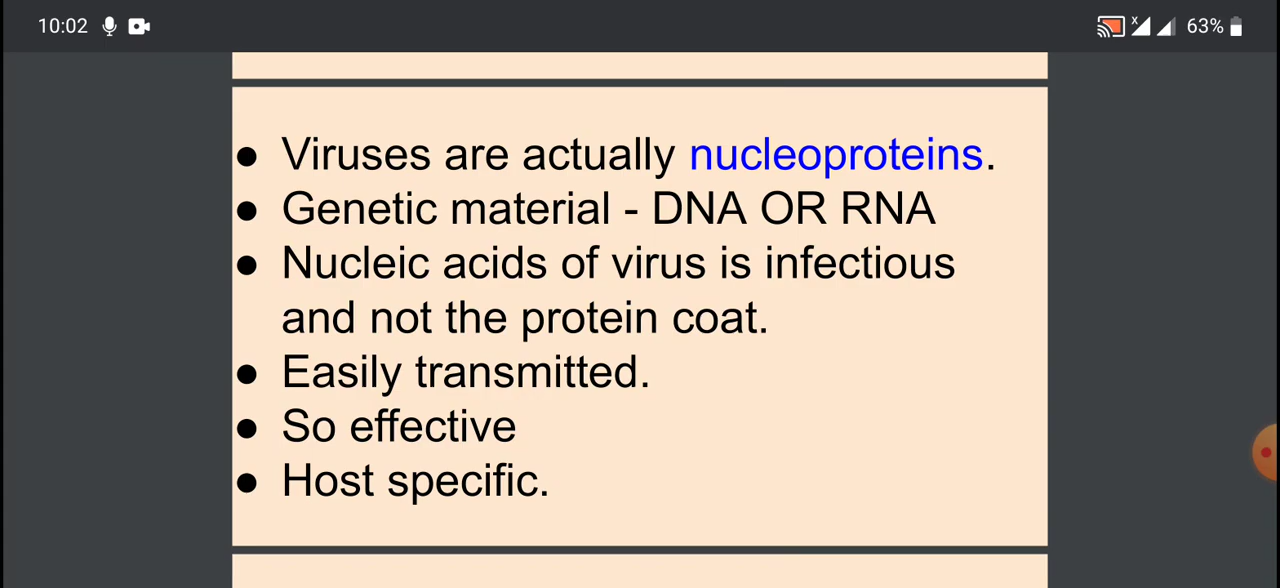 10:02
63%
● Viruses are actually nucleoproteins.
● Genetic material - DNA OR RNA
● Nucleic acids of virus is infectious
and not the protein coat.
● Easily transmitted.
● So effective
● Host specific.